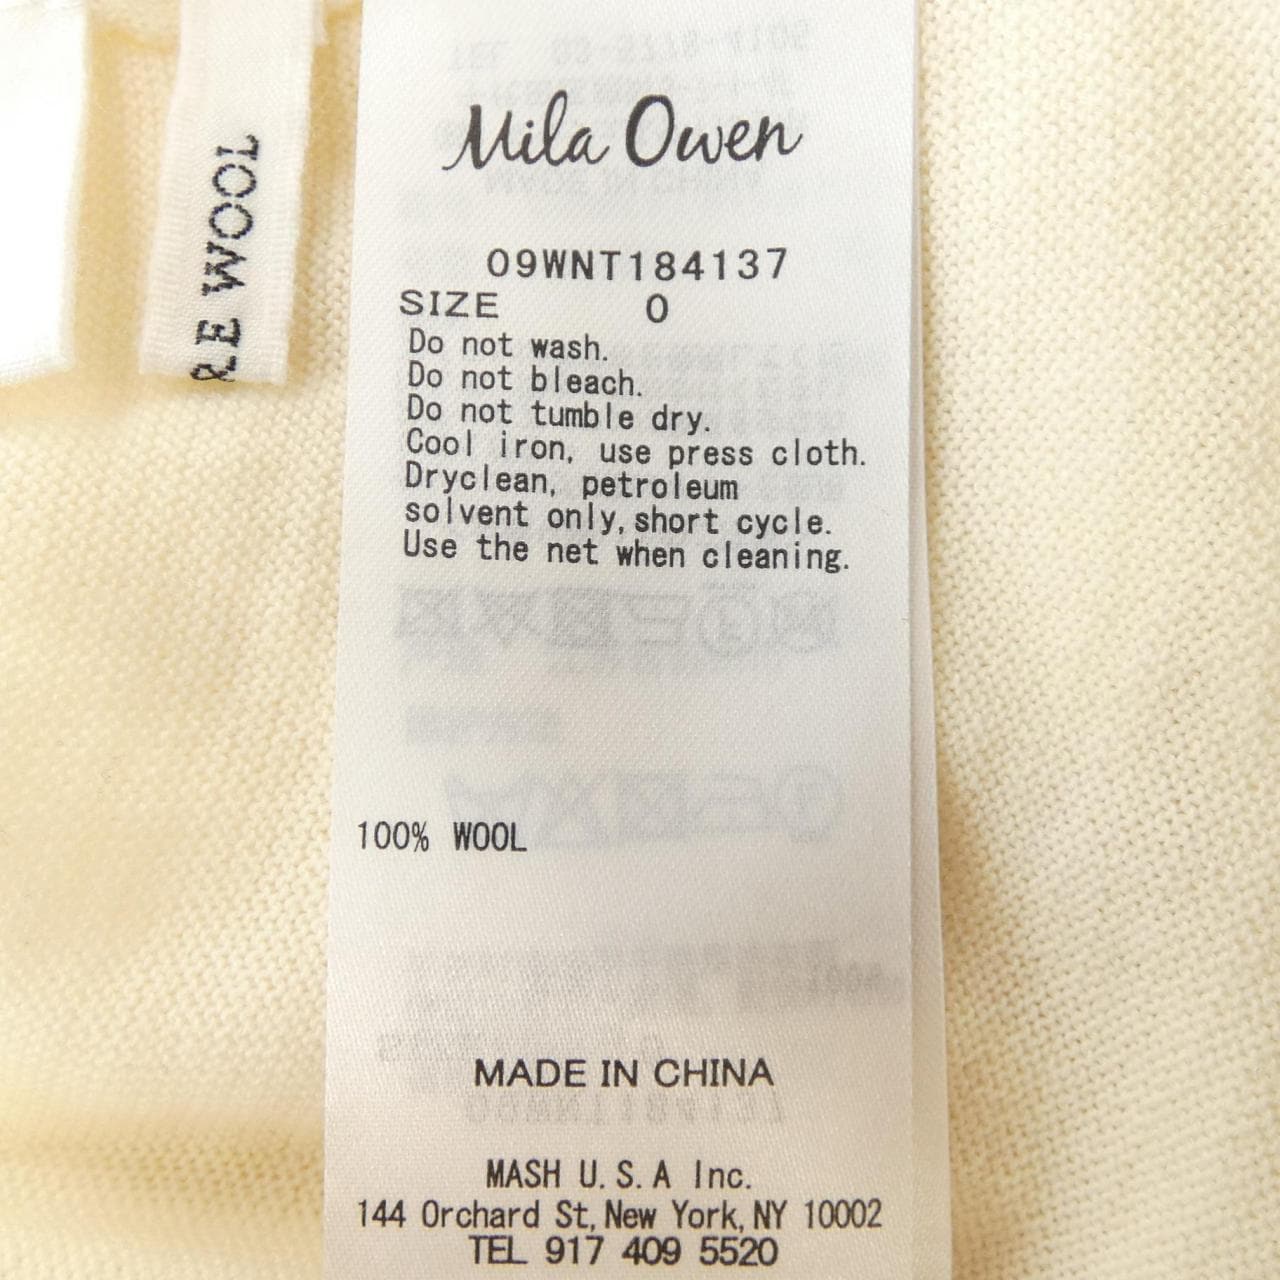 RE WOOL
Mila Owen
09WNT184137
SIZE 0
Do not wash.
Do not bleach.
Do not tumble dry.
Cool iron, use press cloth.
Dryclean, petroleum
solvent only, short cycle.
Use the net when cleaning.
100% WOOL
MADE IN CHINA
MASH U.S.A Inc.
144 Orchard St, New York, NY 10002
TEL 917 409 5520